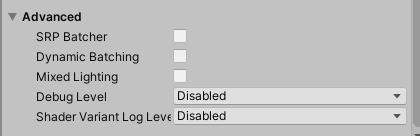 Advanced
SRP Batcher
Dynamic Batching
Mixed Lighting
Debug Level Disabled
Shader Variant Log Leve Disabled